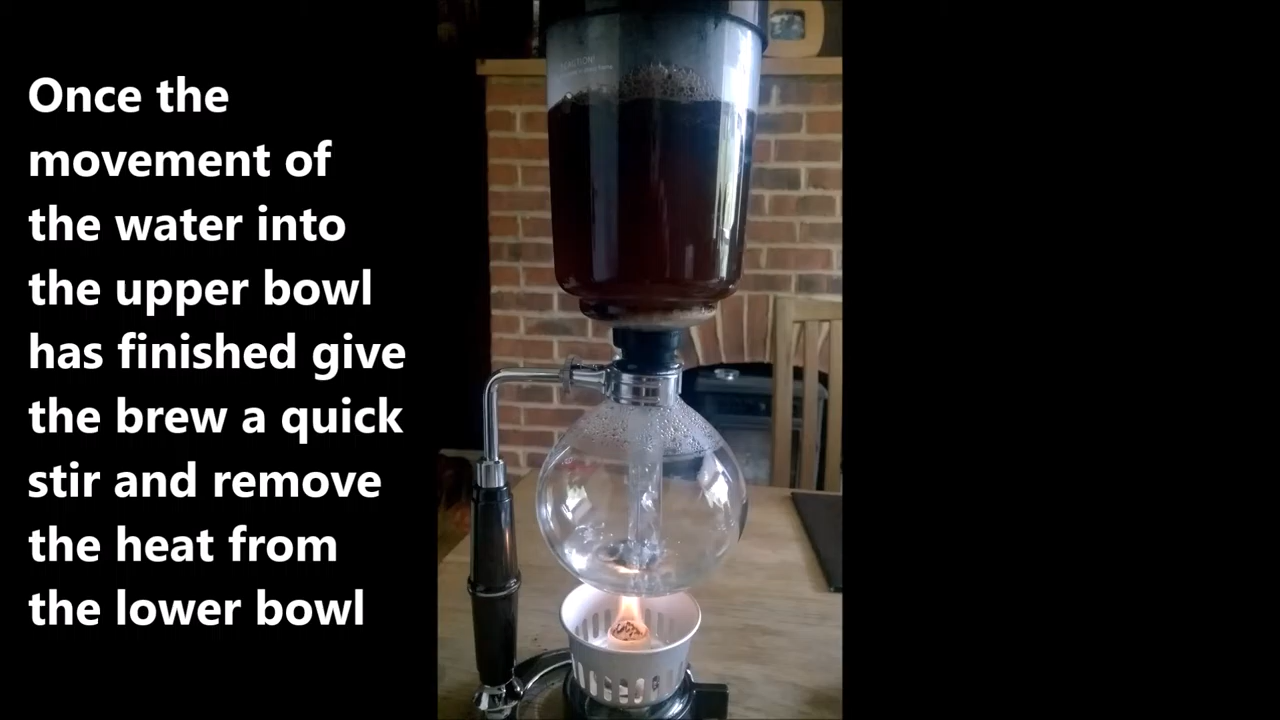 Once the
movement of
the water into
the upper bowl
has finished give
the brew a quick
stir and remove
the heat from
the lower bowl